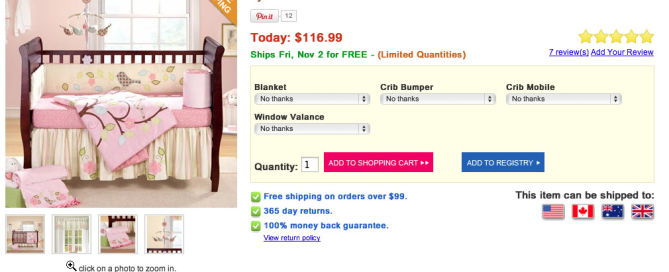 Pin it 12
Today: $116.99
Ships Fri, Nov 2 for FREE - (Limited Quantities)
7 review(s) Add Your Review
Blanket Crib Bumper Crib Mobile
No thanks No thanks No thanks
Window Valance
No thanks
Quantity: 1 ADD TO SHOPPING CART ADD TO REGISTRY
Free shipping on orders over $99.
365 day returns.
100% money back guarantee.
View return policy
This item can be shipped to:
click on a photo to zoom in.